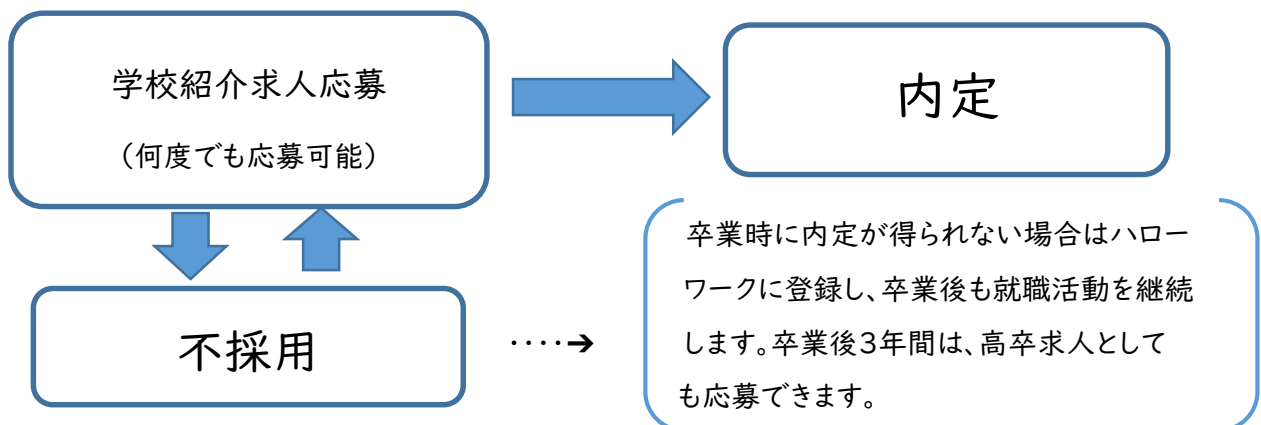 学校紹介求人応募
（何度でも応募可能）
内定
不採用
････➔
卒業時に内定が得られない場合はハロー
ワークに登録し、卒業後も就職活動を継続
します。卒業後3年間は、高卒求人として
も応募できます。